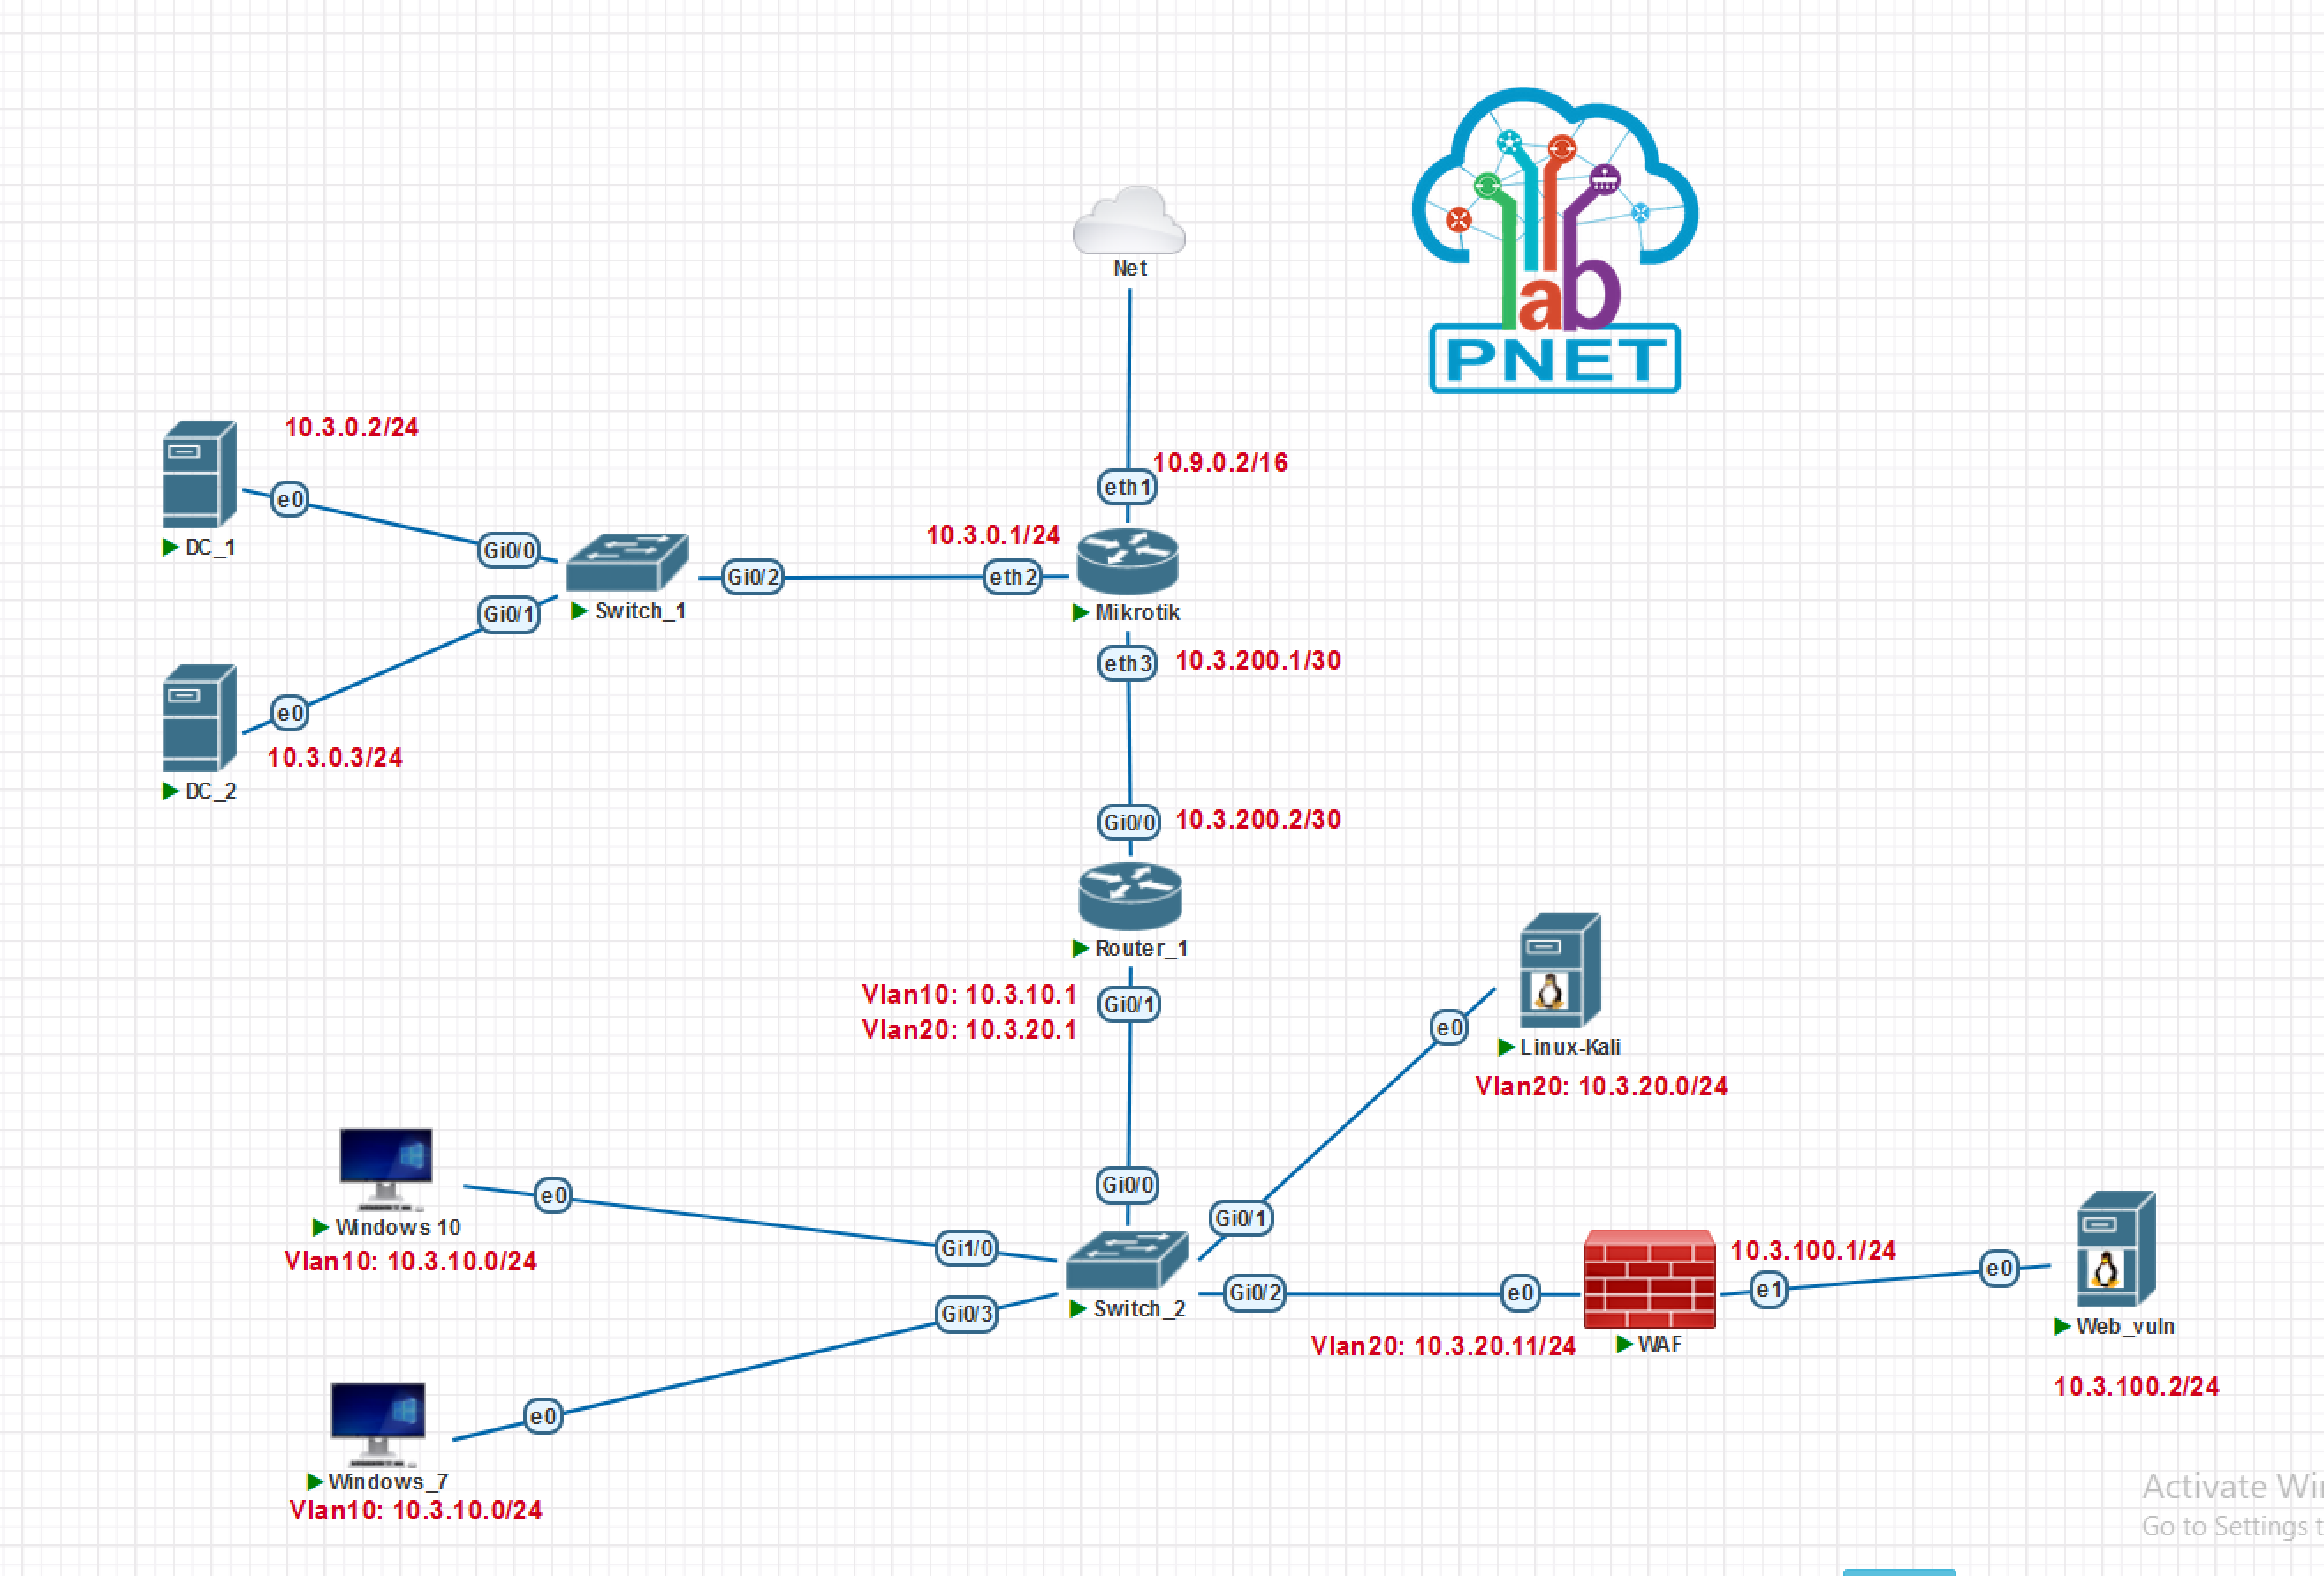 lab
PNET
Net
10.9.0.2/16
eth1
10.3.0.2/24
e0
DC_1
Gi0/0
Switch_1
Gi0/1
Gi0/2
10.3.0.1/24
eth2
Mikrotik
e0
10.3.0.3/24
DC_2
eth3
10.3.200.1/30
Gi0/0
10.3.200.2/30
Router_1
Vlan10: 10.3.10.1
Vlan20: 10.3.20.1
Gi0/1
e0
Linux-Kali
Vlan20: 10.3.20.0/24
Windows 10
Vlan10: 10.3.10.0/24
e0
Gi1/0
Gi0/0
Gi0/1
Switch_2
Gi0/3
Gi0/2
e0
Vlan20: 10.3.20.11/24
WAF
10.3.100.1/24
e1
e0
Web_vuln
10.3.100.2/24
e0
Windows_7
Vlan10: 10.3.10.0/24
Activate Wi
Go to Settings t